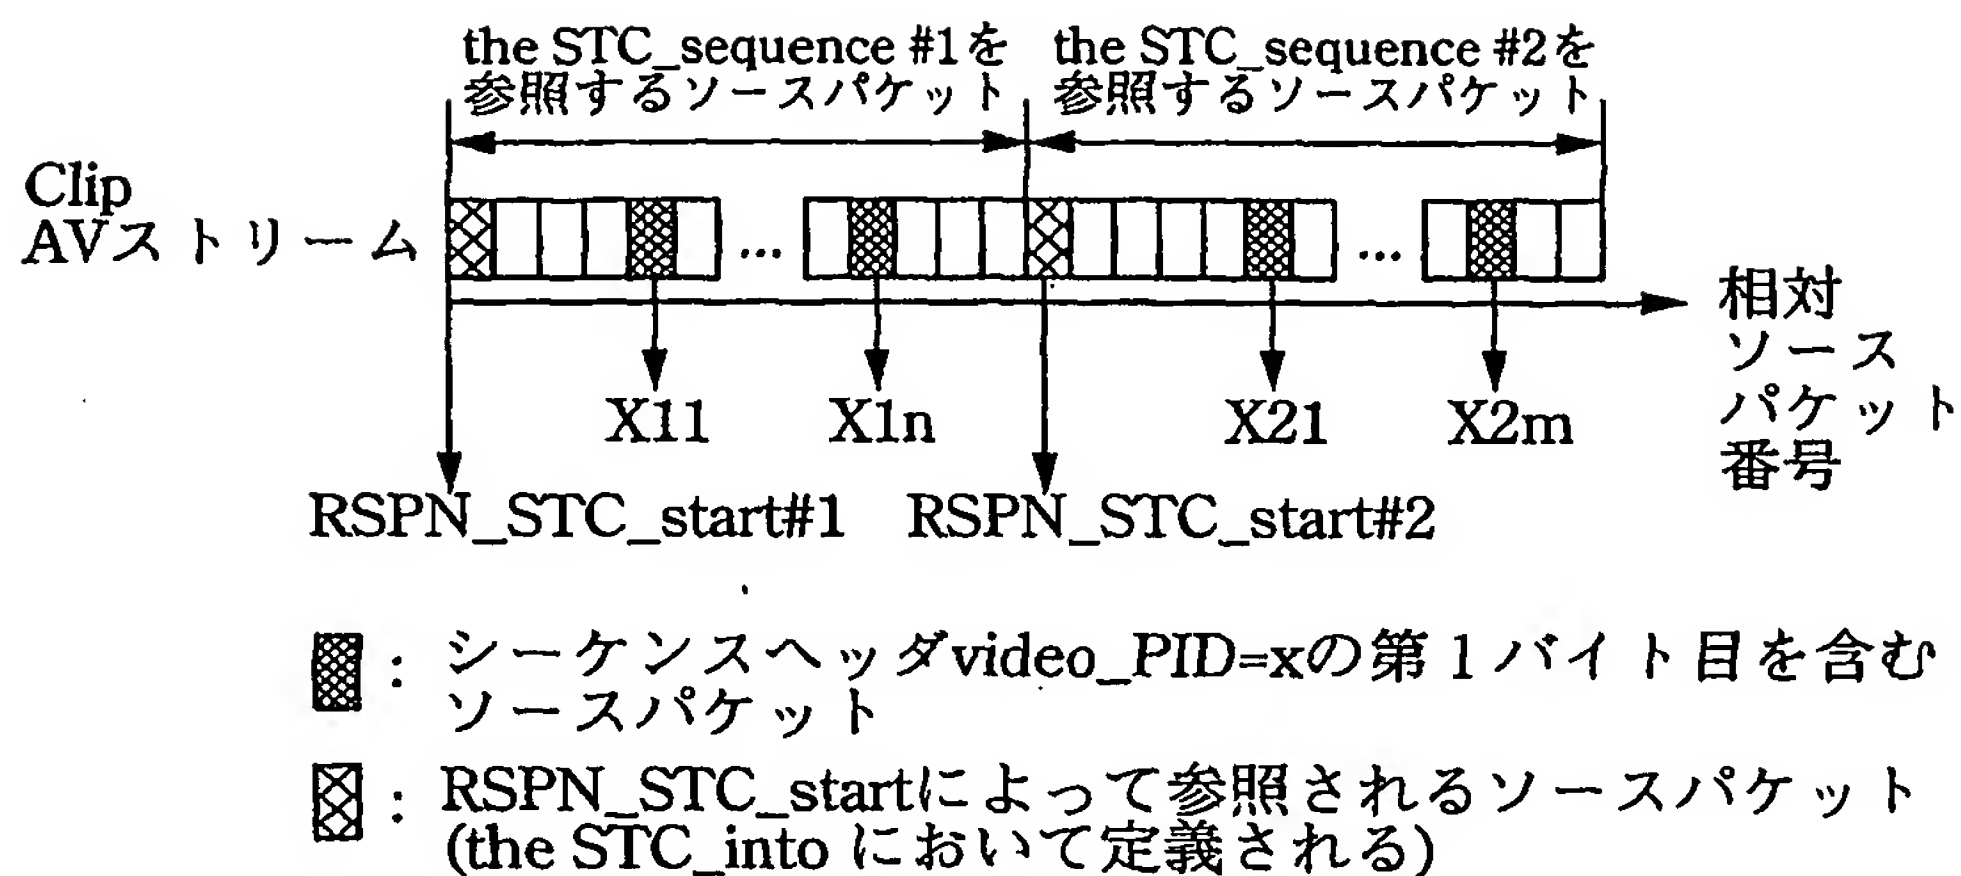 the STC_sequence #1を
参照するソースパケット
the STC_sequence #2を
参照するソースパケット
Clip
AVストリーム
...
...
相対
ソース
パケット
番号
X11
X1n
X21
X2m
RSPN_STC_start#1
RSPN_STC_start#2
: シーケンスヘッダvideo_PID=xの第1バイト目を含む
ソースパケット
: RSPN_STC_startによって参照されるソースパケット
(the STC_into において定義される)